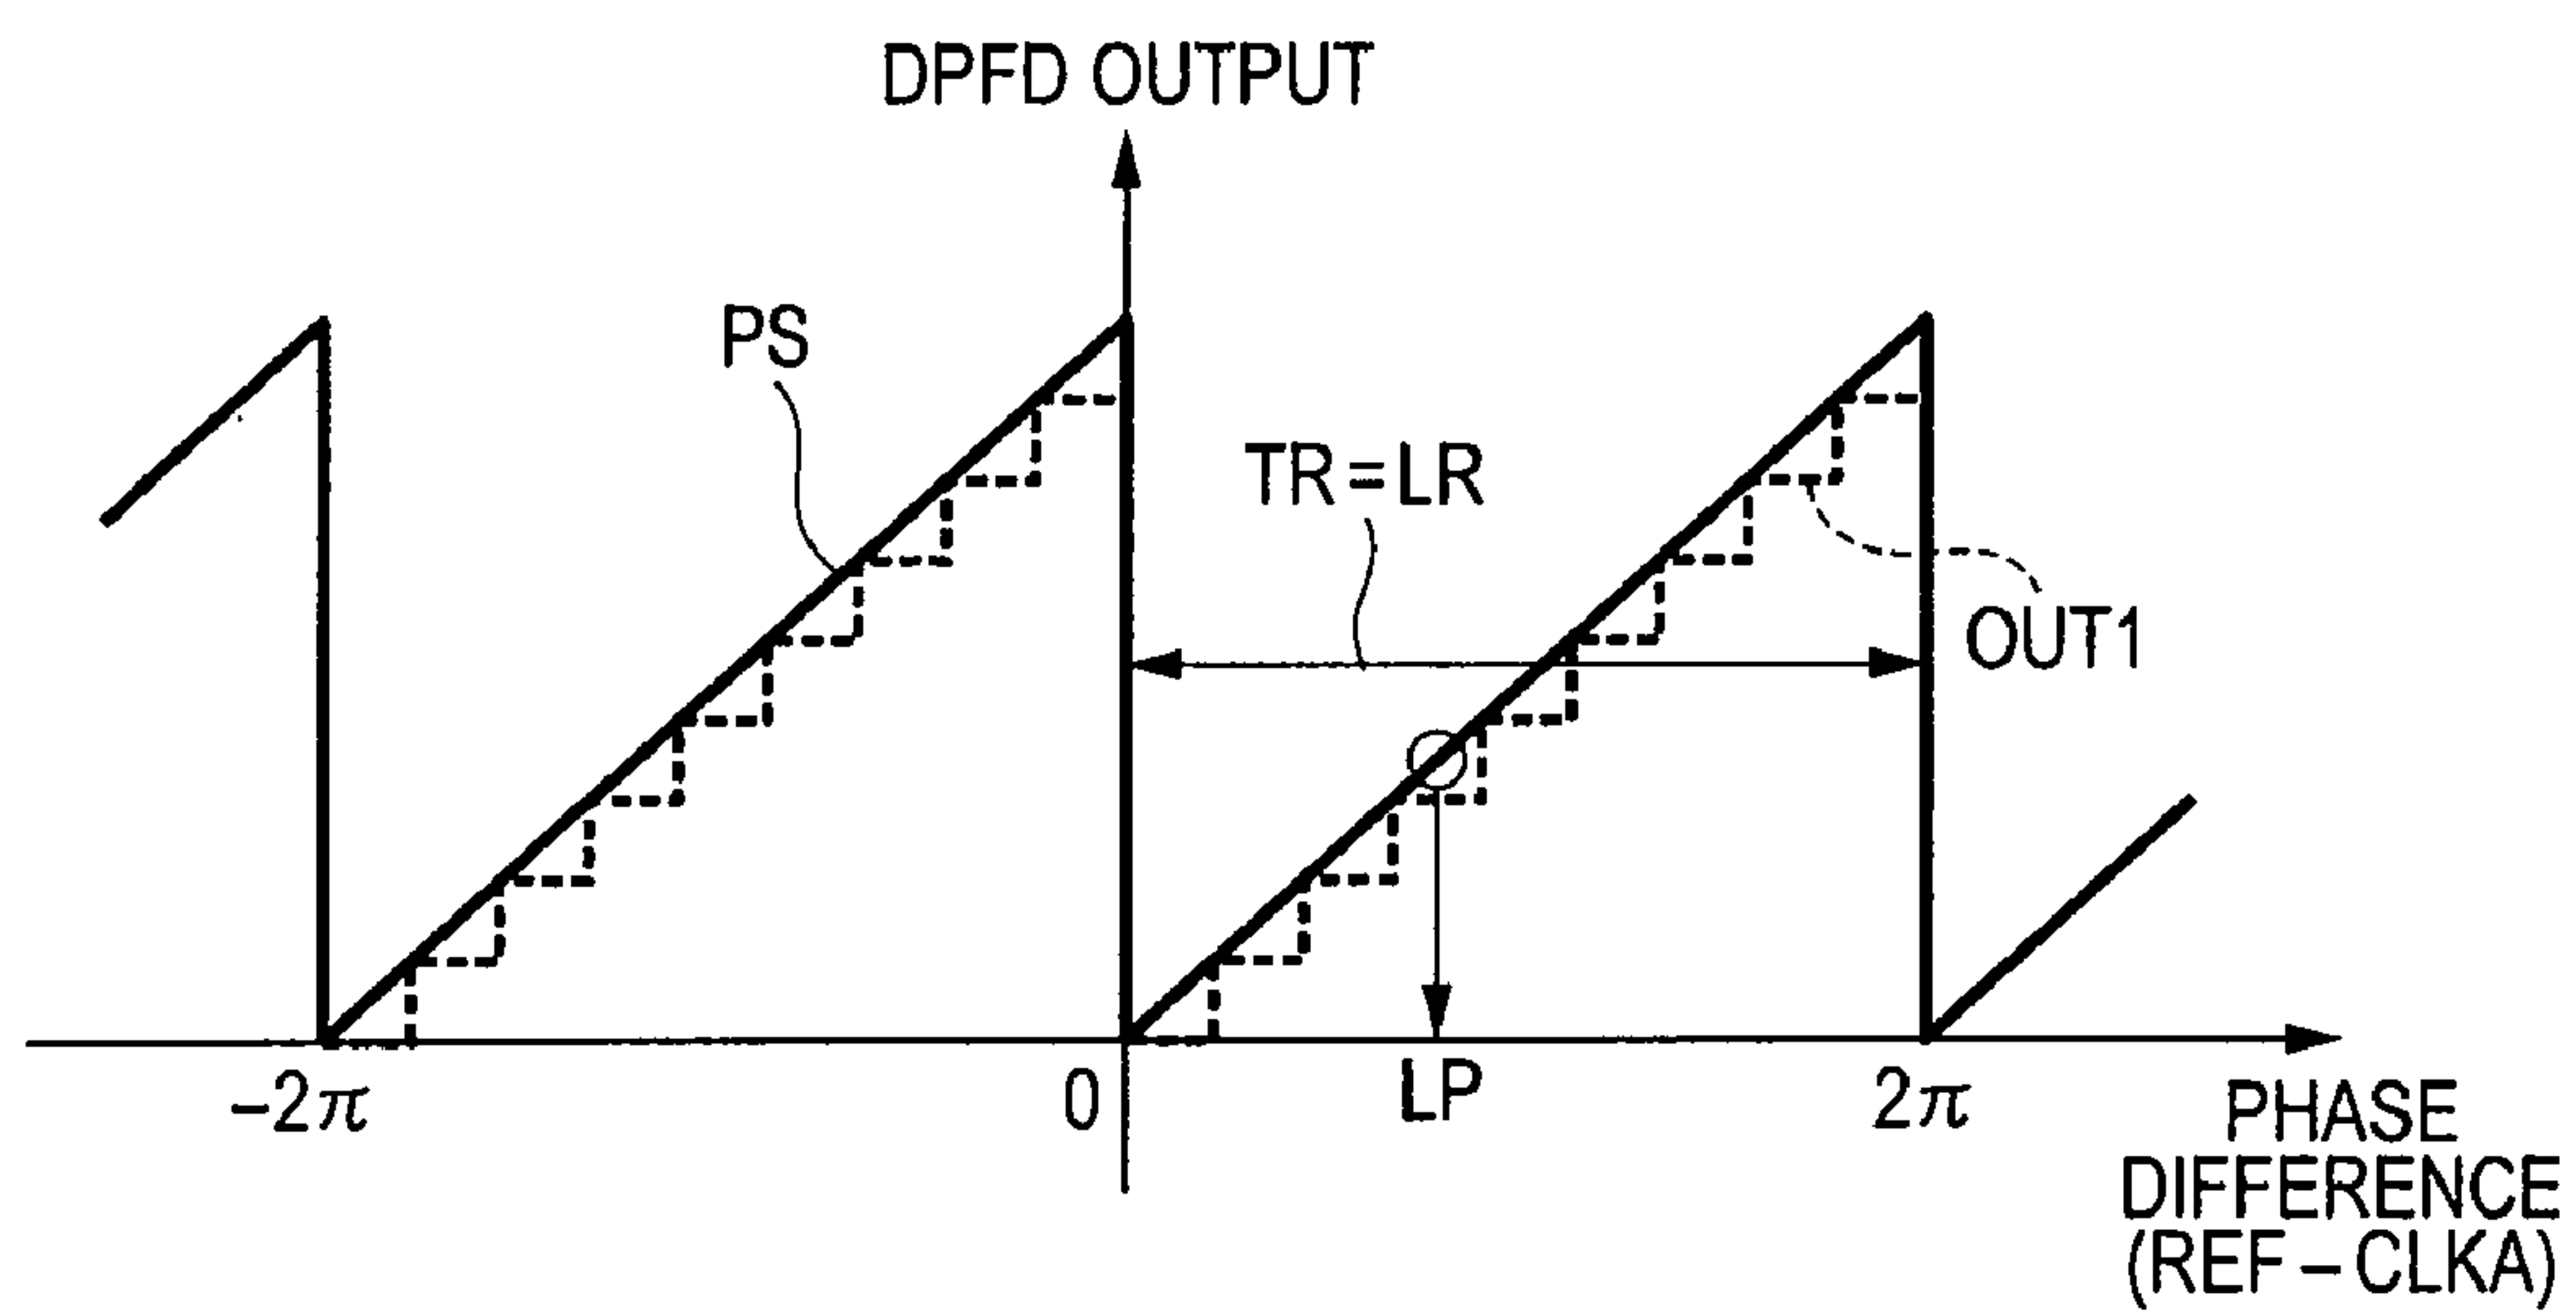 DPFD OUTPUT
PS
TR=LR
OUT1
−2π
0
LP
2π
PHASE
DIFFERENCE
(REF−CLKA)